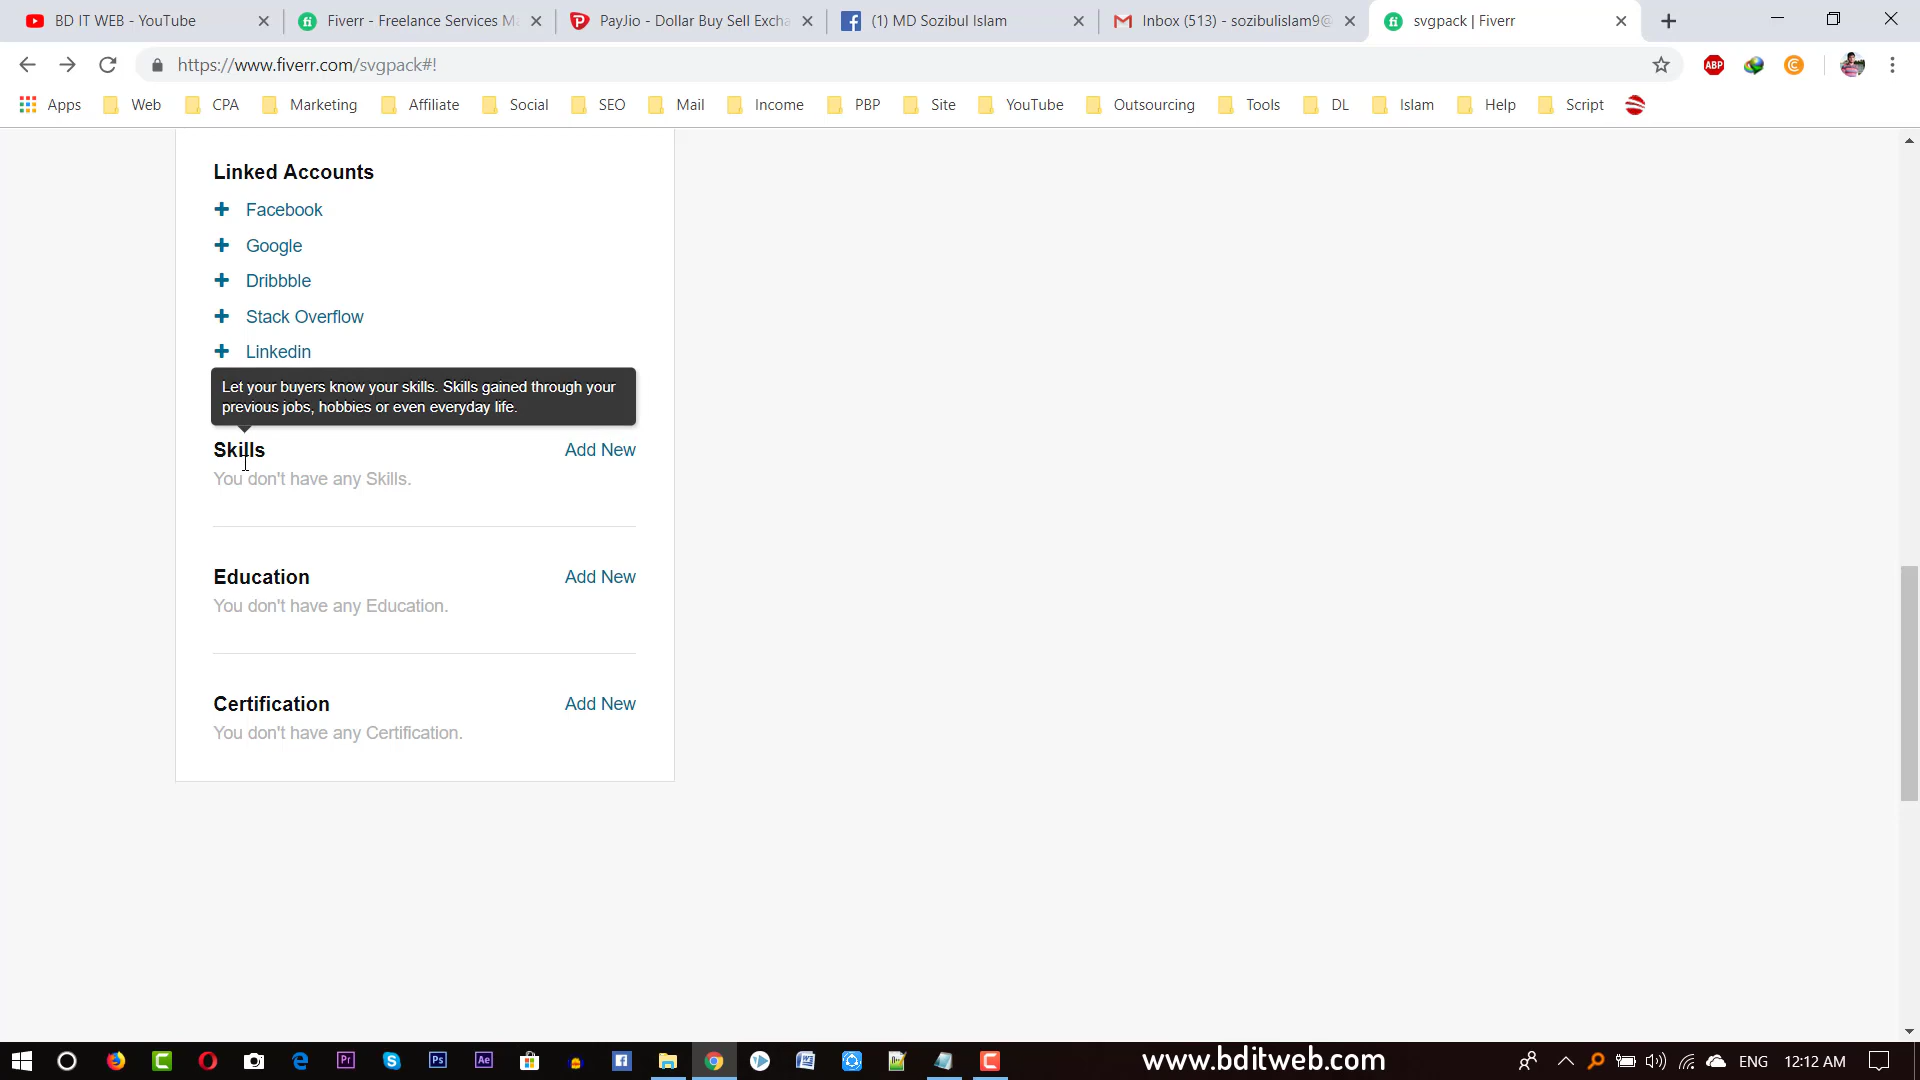 BD IT WEB - YouTube
Fiverr - Freelance Services M
PayJio - Dollar Buy Sell Excha
(1) MD Sozibul Islam
Inbox (513) - sozibulislam9@
svgpack | Fiverr
https://www.fiverr.com/svgpack#!
ABP
Apps
Web
CPA
Marketing
Affiliate
Social
SEO
Mail
Income
PBP
Site
YouTube
Outsourcing
Tools
DL
Islam
Help
Script
Linked Accounts
Facebook
Google
Dribbble
Stack Overflow
Linkedin
Let your buyers know your skills. Skills gained through your
previous jobs, hobbies or even everyday life.
Skills Add New
You don't have any Skills.
Education Add New
You don't have any Education.
Certification Add New
You don't have any Certification.
Pr
Ps
Ae
www.bditweb.com
ENG
12:12 AM